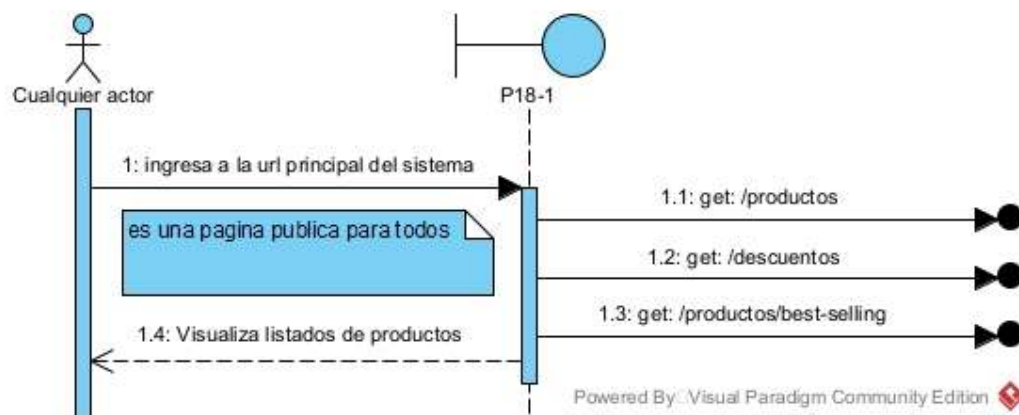 Cualquier actor
P18-1
1: ingresa a la url principal del sistema
1.1: get: /productos
es una pagina publica para todos
1.2: get: /descuentos
1.3: get: /productos/best-selling
1.4: Visualiza listados de productos
Powered By Visual Paradigm Community Edition